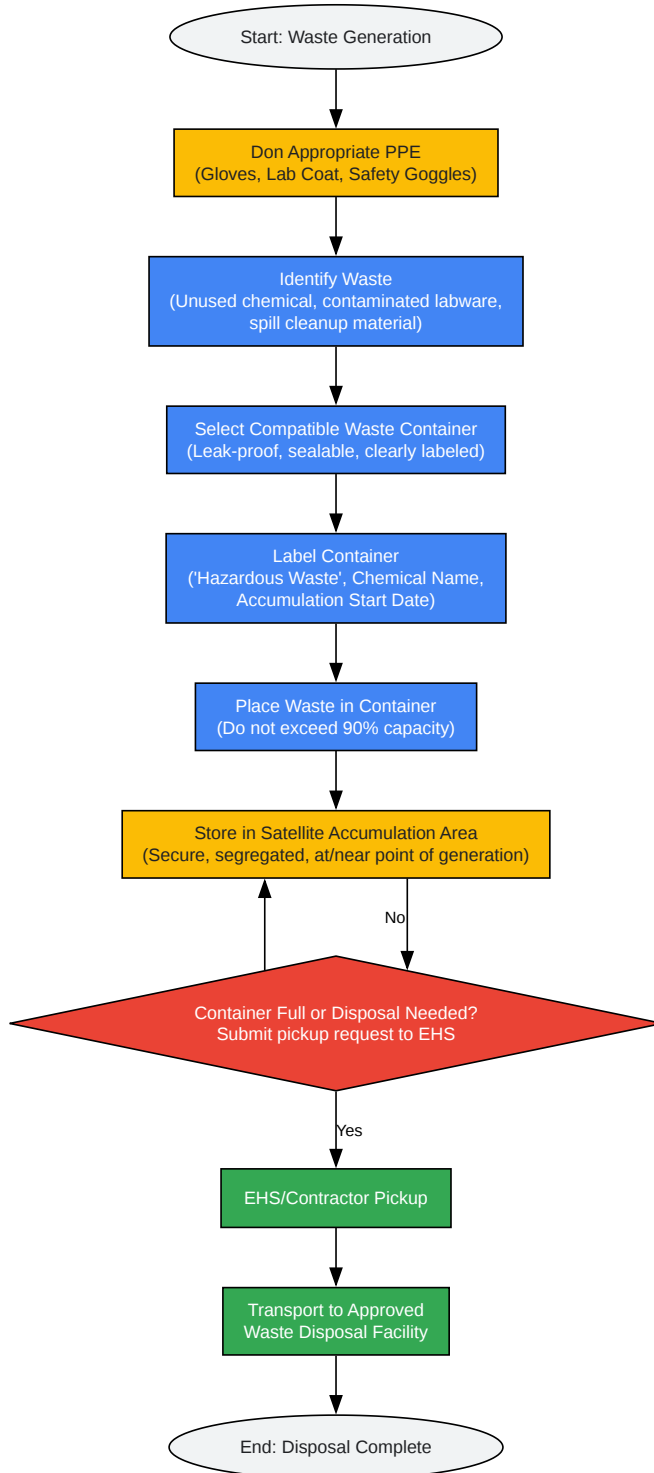 Start: Waste Generation
Don Appropriate PPE
(Gloves, Lab Coat, Safety Goggles)
Identify Waste
(Unused chemical, contaminated labware,
spill cleanup material)
Select Compatible Waste Container
(Leak-proof, sealable, clearly labeled)
Label Container
('Hazardous Waste', Chemical Name,
Accumulation Start Date)
Place Waste in Container
(Do not exceed 90% capacity)
Store in Satellite Accumulation Area
(Secure, segregated, at/near point of generation)
No
Container Full or Disposal Needed?
Submit pickup request to EHS
Yes
EHS/Contractor Pickup
Transport to Approved
Waste Disposal Facility
End: Disposal Complete